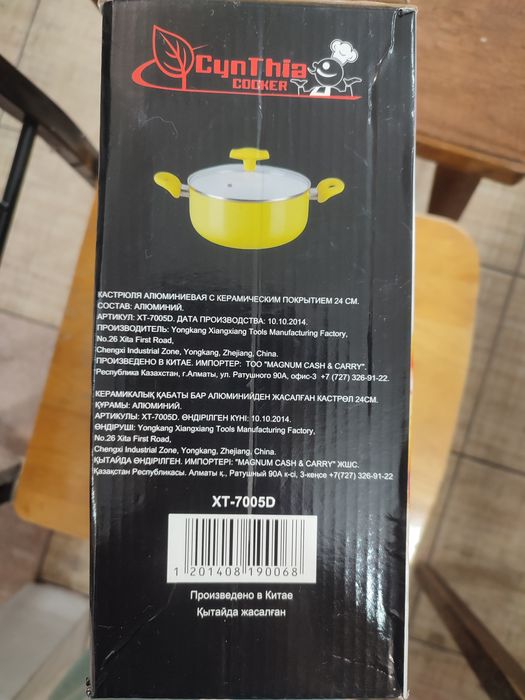 CynThia
COOKER
КАСТРЮЛЯ АЛЮМИНИЕВАЯ С КЕРАМИЧЕСКИМ ПОКРЫТИЕМ 24 СМ.
СОСТАВ: АЛЮМИНИЙ.
АРТИКУЛ: XT-7005D. ДАТА ПРОИЗВОДСТВА: 10.10.2014.
ПРОИЗВОДИТЕЛЬ: Yongkang Xiangxiang Tools Manufacturing Factory,
No.26 Xita First Road,
Chengxi Industrial Zone, Yongkang, Zhejiang, China.
ПРОИЗВЕДЕНО В КИТАЕ. ИМПОРТЕР: ТОО "MAGNUM CASH & CARRY".
Республика Казахстан, г.Алматы, ул. Ратушного 90А, офис-3 +7 (727) 326-91-22.
КЕРАМИКАЛЫҚ ҚАБАТЫ БАР АЛЮМИНИЙДЕН ЖАСАЛҒАН КАСТРӨЛ 24СМ.
ҚҰРАМЫ: АЛЮМИНИЙ.
АРТИКУЛЫ: XT-7005D. ӨНДІРІЛГЕН КҮНІ: 10.10.2014.
ӨНДІРУШІ: Yongkang Xiangxiang Tools Manufacturing Factory,
No.26 Xita First Road,
Chengxi Industrial Zone, Yongkang, Zhejiang, China.
ҚЫТАЙДА ӨНДІРІЛГЕН. ИМПОРТЕРІ: "MAGNUM CASH & CARRY" ЖШС.
Қазақстан Республикасы. Алматы қ., Ратушный 90А к-сі, 3-кеңсе +7(727) 326-91-22
XT-7005D
1 201408 190068
Произведено в Китае
Қытайда жасалған